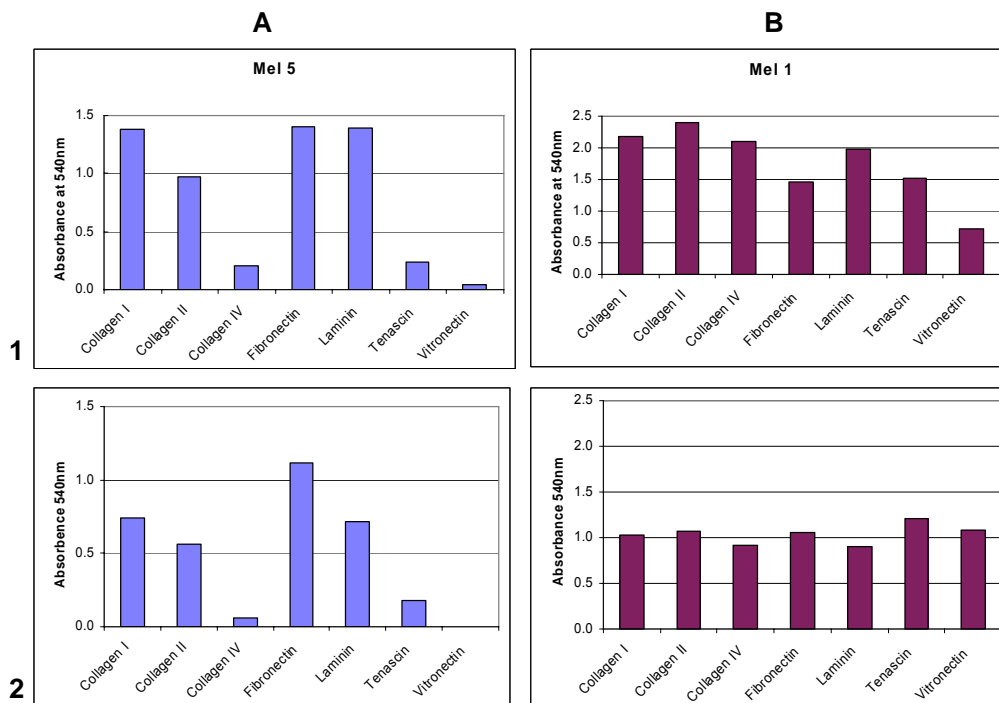 A
B
Mel 5
Absorbance at 540nm
1.5
1.0
0.5
0.0
Collagen I
Collagen II
Collagen IV
Fibronectin
Laminin
Tenascin
Vitronectin
Mel 1
Absorbance at 540nm
2.5
2.0
1.5
1.0
0.5
0.0
Collagen I
Collagen II
Collagen IV
Fibronectin
Laminin
Tenascin
Vitronectin
1
Absorbence 540nm
1.5
1.0
0.5
0.0
Collagen I
Collagen II
Collagen IV
Fibronectin
Laminin
Tenascin
Vitronectin
Absorbance 540nm
2.5
2.0
1.5
1.0
0.5
0.0
Collagen I
Collagen II
Collagen IV
Fibronectin
Laminin
Tenascin
Vitronectin
2